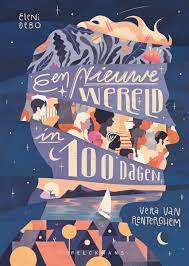 ELENI
DEBO
Een Nieuwe
WERELD
in
100 DAGEN
VERA VAN
RENTERGHEM
PELCKMANS